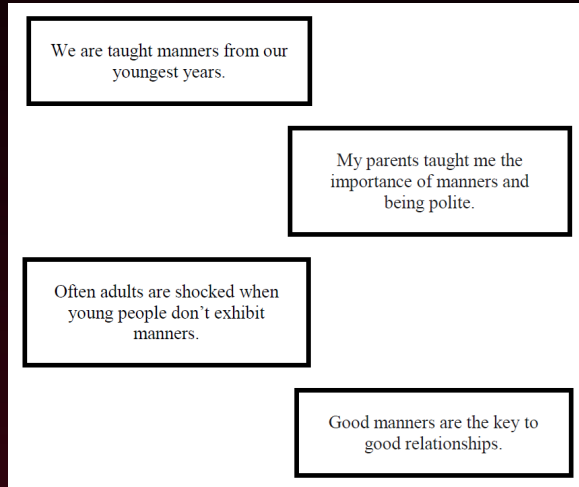 We are taught manners from our
youngest years.
My parents taught me the
importance of manners and
being polite.
Often adults are shocked when
young people don’t exhibit
manners.
Good manners are the key to
good relationships.